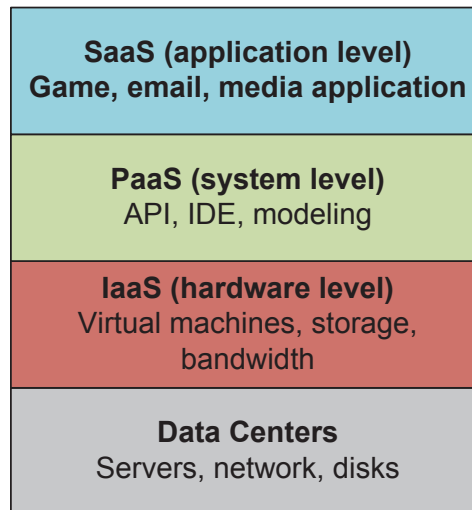 SaaS (application level)
Game, email, media application
PaaS (system level)
API, IDE, modeling
IaaS (hardware level)
Virtual machines, storage,
bandwidth
Data Centers
Servers, network, disks